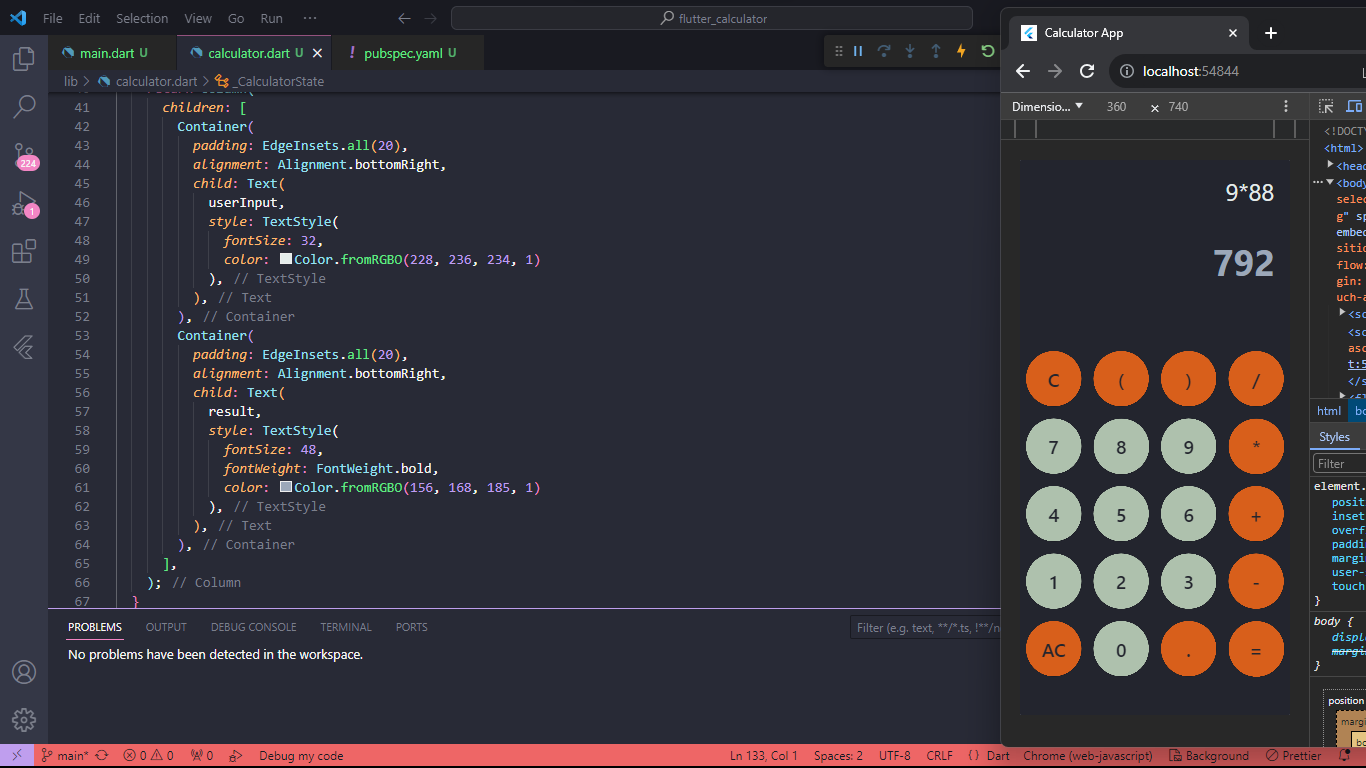 File Edit Selection View Go Run ··· flutter_calculator
main.dart U calculator.dart U pubspec.yaml U
lib > calculator.dart > _CalculatorState
41 children: [
42 Container(
43 padding: EdgeInsets.all(20),
44 alignment: Alignment.bottomRight,
45 child: Text(
46 userInput,
47 style: TextStyle(
48 fontSize: 32,
49 color: Color.fromRGBO(228, 236, 234, 1)
50 ), // TextStyle
51 ), // Text
52 ), // Container
53 Container(
54 padding: EdgeInsets.all(20),
55 alignment: Alignment.bottomRight,
56 child: Text(
57 result,
58 style: TextStyle(
59 fontSize: 48,
60 fontWeight: FontWeight.bold,
61 color: Color.fromRGBO(156, 168, 185, 1)
62 ), // TextStyle
63 ), // Text
64 ), // Container
65 ],
66 ); // Column
67 }
224
1
PROBLEMS OUTPUT DEBUG CONSOLE TERMINAL PORTS
Filter (e.g. text, **/*.ts, !**/n
No problems have been detected in the workspace.
main* 0 0 0 Debug my code Ln 133, Col 1 Spaces: 2 UTF-8 CRLF {} Dart Chrome (web-javascript) Background Prettier
Calculator App
localhost:54844
Dimensio... 360 × 740
9*88
792
C ( ) /
7 8 9 *
4 5 6 +
1 2 3 -
AC 0 . =
<!DOCTY
<html>
<head
<body
selec
g" sp
embed
sitio
flow:
gin:
uch-a
<sc
<sc
asc
t:5
</s
html bo
Styles
Filter
element.
posit
inset
overf
paddi
margi
user-
touch
}
body {
displ
margi
}
position
margi
bo